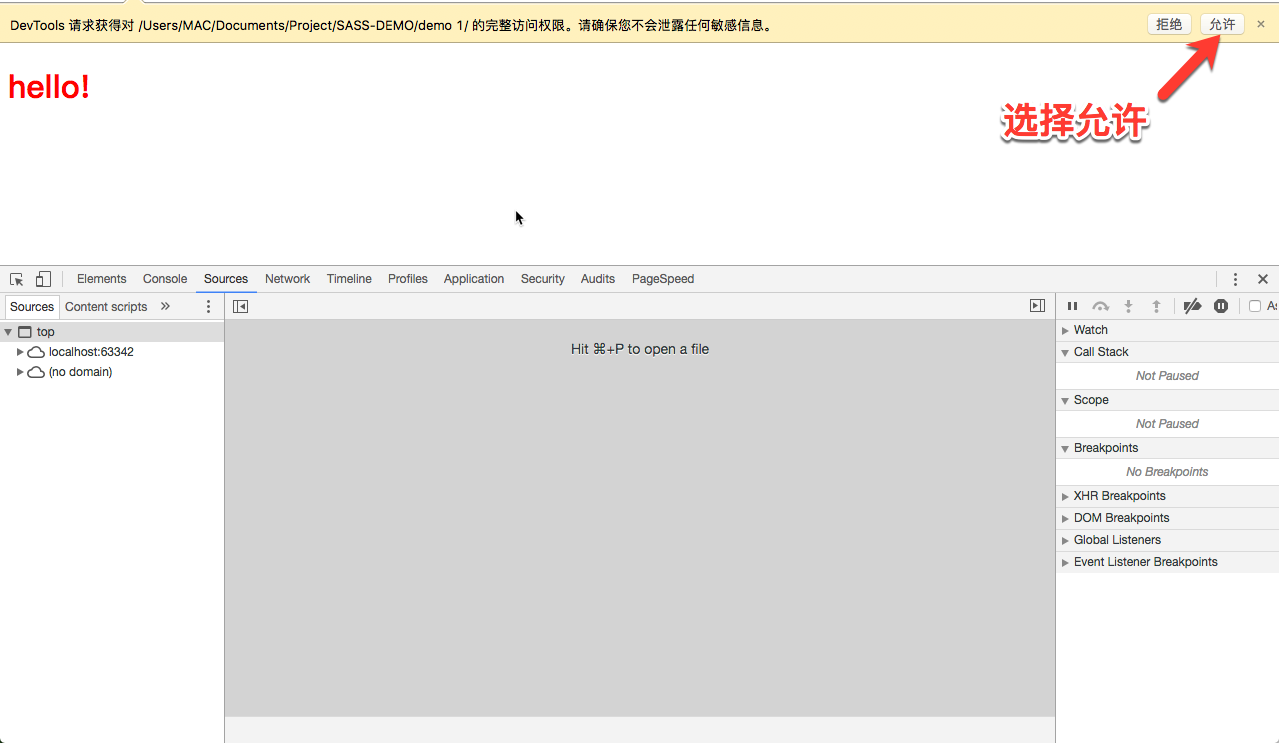 DevTools 请求获得对 /Users/MAC/Documents/Project/SASS-DEMO/demo 1/ 的完整访问权限。请确保您不会泄露任何敏感信息。 拒绝 允许 ×
hello!
选择允许
Elements Console Sources Network Timeline Profiles Application Security Audits PageSpeed
Sources Content scripts »
As
top
localhost:63342
(no domain)
Hit ⌘+P to open a file
Watch
Call Stack
Not Paused
Scope
Not Paused
Breakpoints
No Breakpoints
XHR Breakpoints
DOM Breakpoints
Global Listeners
Event Listener Breakpoints